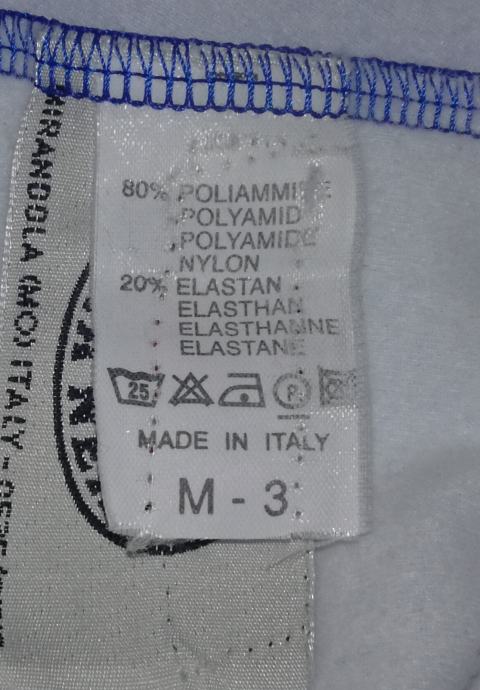 80% POLIAMMIDE
POLYAMID
POLYAMIDE
NYLON
20% ELASTAN
ELASTHAN
ELASTHANNE
ELASTANE
25 P
MADE IN ITALY
M - 3
MIRANDOLA (MO) ITALY -